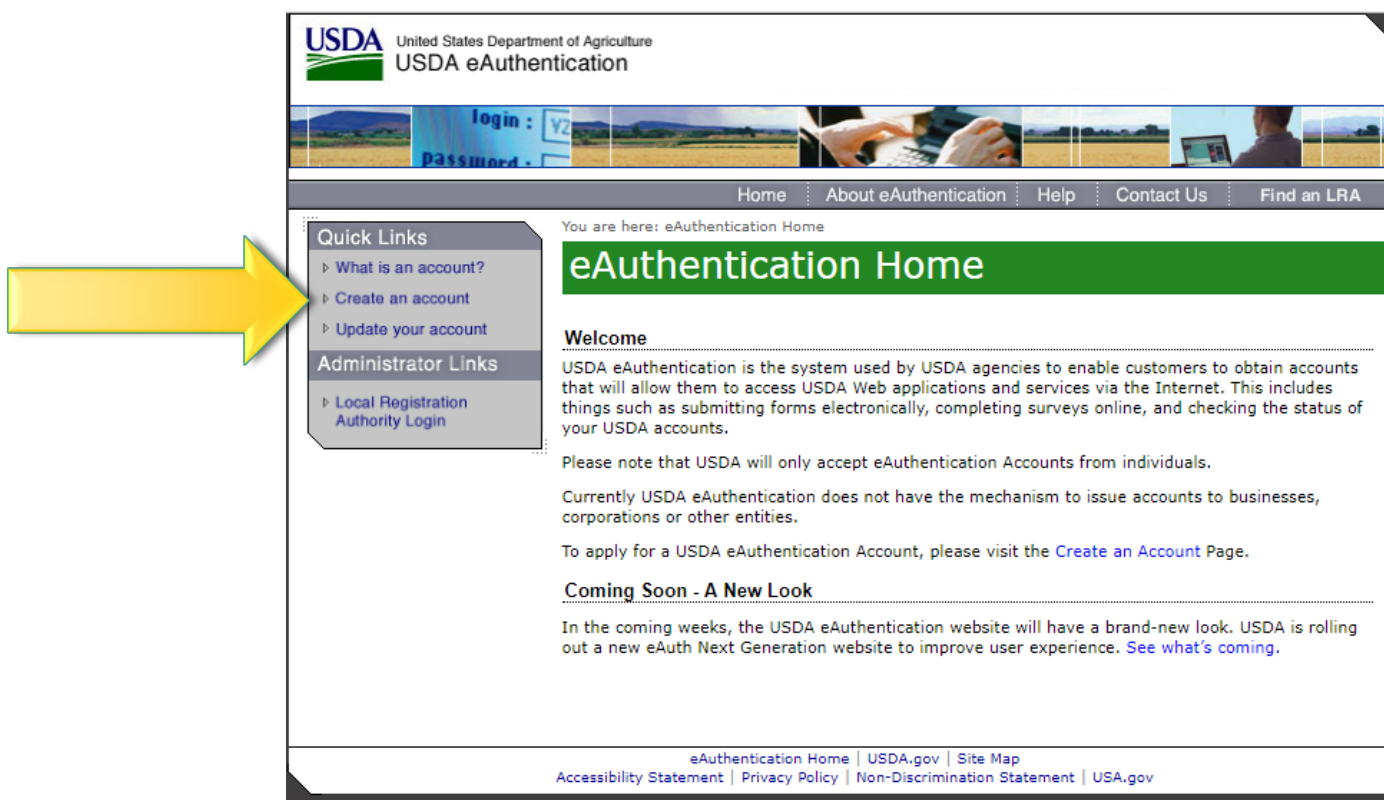 USDA
United States Department of Agriculture
USDA eAuthentication
login :
YZ
password :
Home
About eAuthentication
Help
Contact Us
Find an LRA
Quick Links
What is an account?
Create an account
Update your account
Administrator Links
Local Registration
Authority Login
You are here: eAuthentication Home
eAuthentication Home
Welcome
USDA eAuthentication is the system used by USDA agencies to enable customers to obtain accounts
that will allow them to access USDA Web applications and services via the Internet. This includes
things such as submitting forms electronically, completing surveys online, and checking the status of
your USDA accounts.
Please note that USDA will only accept eAuthentication Accounts from individuals.
Currently USDA eAuthentication does not have the mechanism to issue accounts to businesses,
corporations or other entities.
To apply for a USDA eAuthentication Account, please visit the Create an Account Page.
Coming Soon - A New Look
In the coming weeks, the USDA eAuthentication website will have a brand-new look. USDA is rolling
out a new eAuth Next Generation website to improve user experience. See what's coming.
eAuthentication Home | USDA.gov | Site Map
Accessibility Statement | Privacy Policy | Non-Discrimination Statement | USA.gov